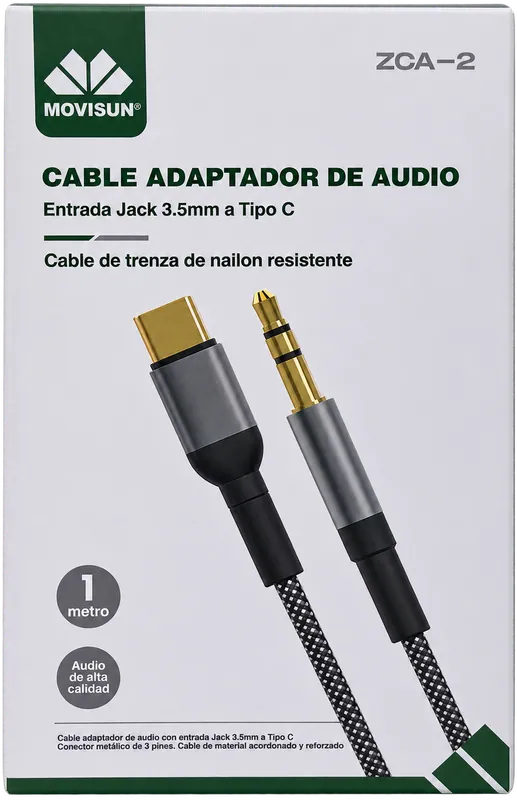 ZCA–2
MOVISUN®
CABLE ADAPTADOR DE AUDIO
Entrada Jack 3.5mm a Tipo C
Cable de trenza de nailon resistente
1
metro
Audio
de alta
calidad
Cable adaptador de audio con entrada Jack 3.5mm a Tipo C
Conector metálico de 3 pines. Cable de material acordonado y reforzado